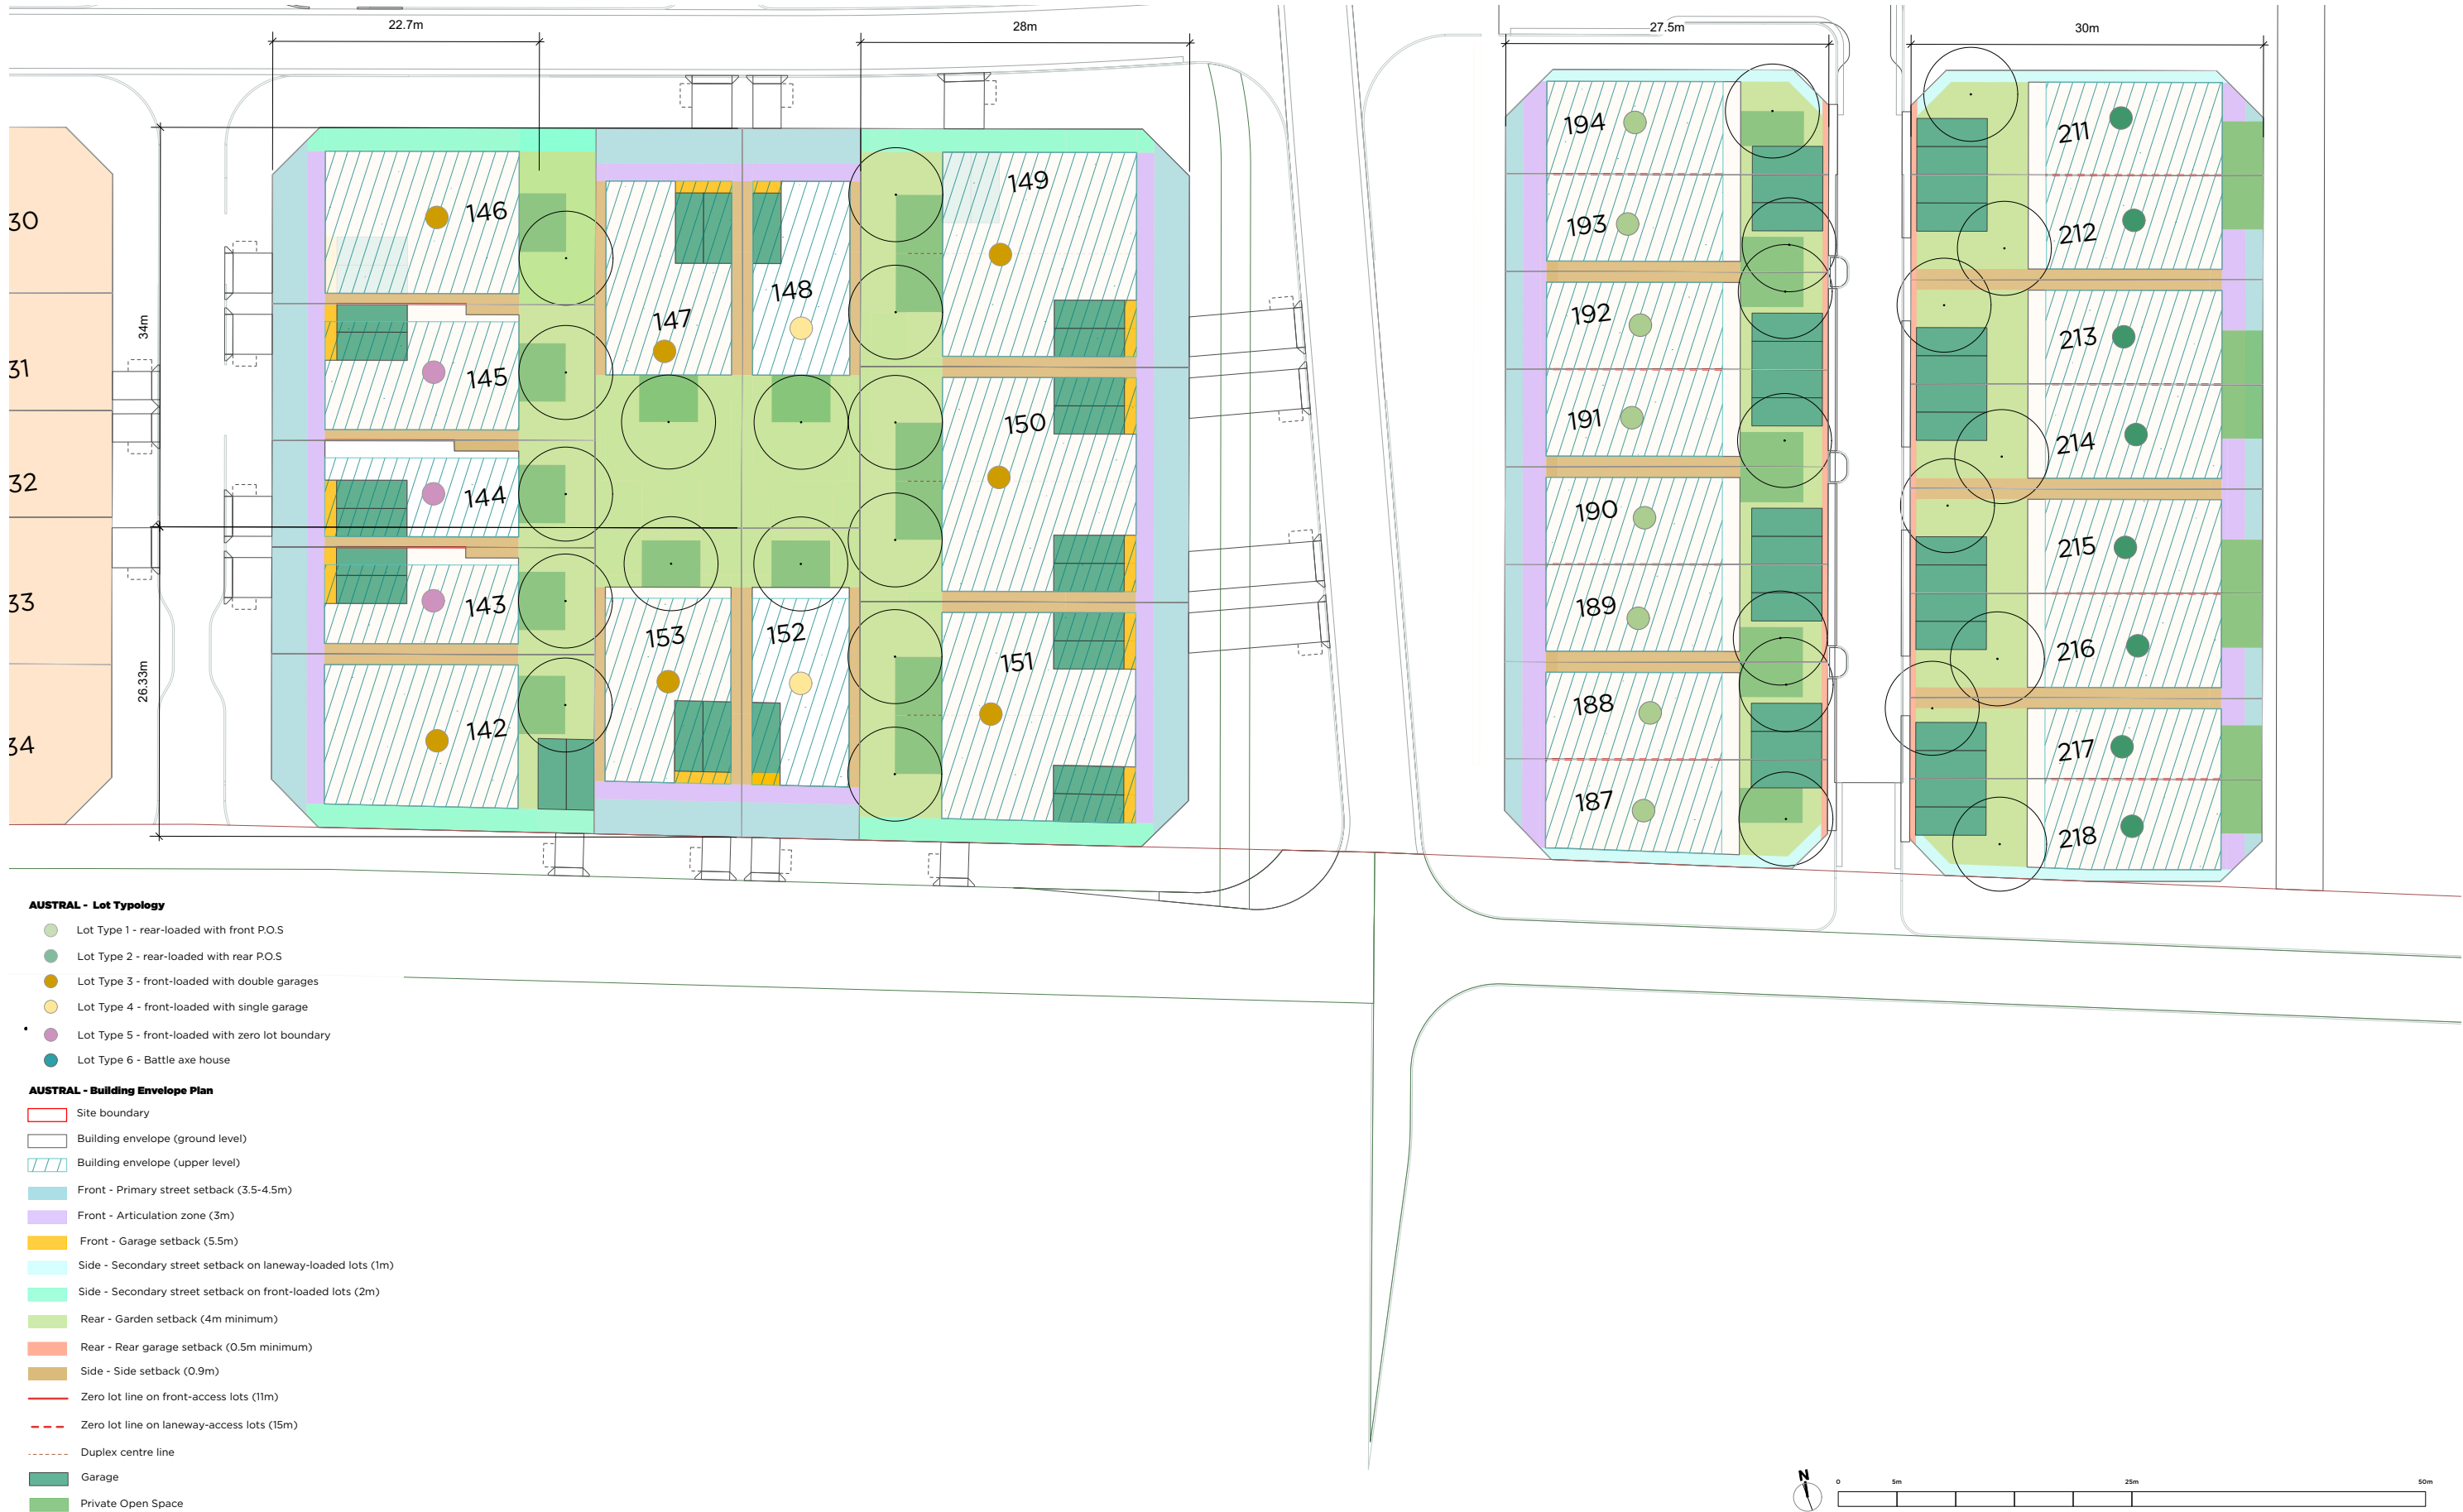 22.7m
28m
27.5m
30m
30
31
32
33
34
34m
26.33m
146
145
144
143
142
147
148
153
152
149
150
151
194
193
192
191
190
189
188
187
211
212
213
214
215
216
217
218
AUSTRAL - Lot Typology
Lot Type 1 - rear-loaded with front P.O.S
Lot Type 2 - rear-loaded with rear P.O.S
Lot Type 3 - front-loaded with double garages
Lot Type 4 - front-loaded with single garage
Lot Type 5 - front-loaded with zero lot boundary
Lot Type 6 - Battle axe house
AUSTRAL - Building Envelope Plan
Site boundary
Building envelope (ground level)
Building envelope (upper level)
Front - Primary street setback (3.5-4.5m)
Front - Articulation zone (3m)
Front - Garage setback (5.5m)
Side - Secondary street setback on laneway-loaded lots (1m)
Side - Secondary street setback on front-loaded lots (2m)
Rear - Garden setback (4m minimum)
Rear - Rear garage setback (0.5m minimum)
Side - Side setback (0.9m)
Zero lot line on front-access lots (11m)
Zero lot line on laneway-access lots (15m)
Duplex centre line
Garage
Private Open Space
N
0 5m 25m 50m